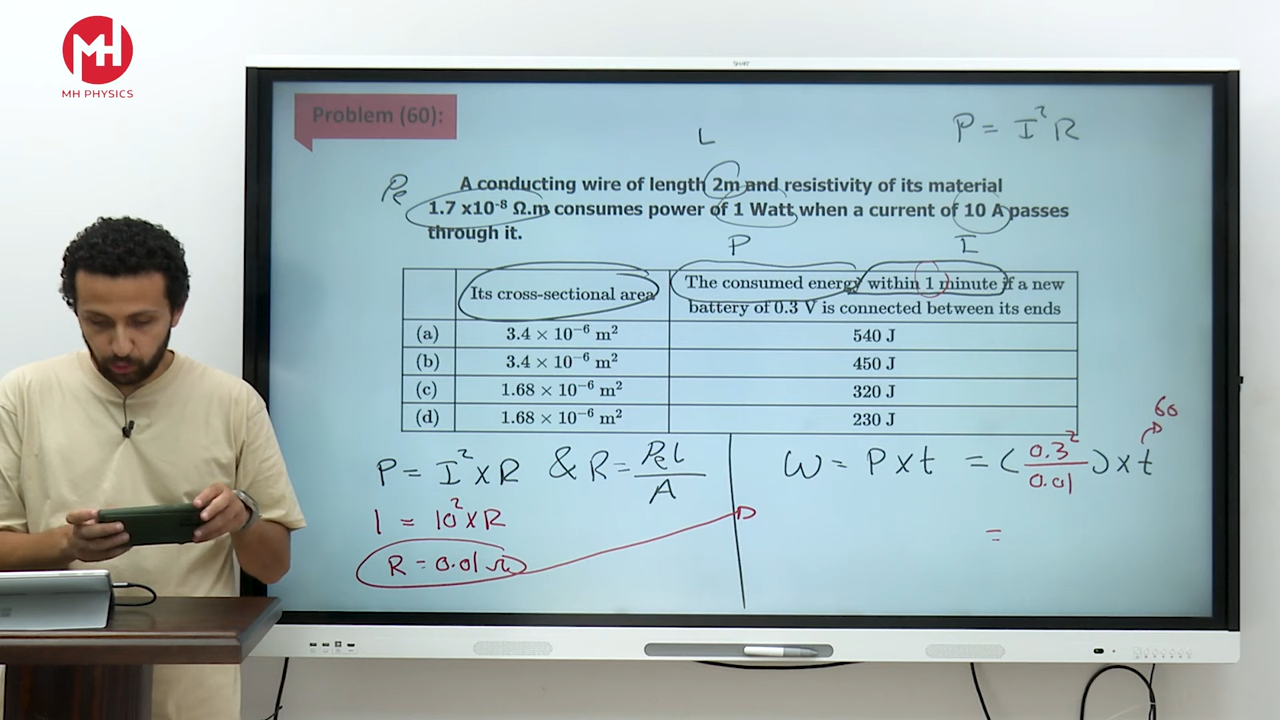 MH
MH PHYSICS
SMART
Problem (60):
P = I² R
L
ρe
A conducting wire of length 2m and resistivity of its material
1.7 x10⁻⁸ Ω.m consumes power of 1 Watt when a current of 10 A passes
through it.
P
I
Its cross-sectional area
The consumed energy within 1 minute if a new
battery of 0.3 V is connected between its ends
(a) 3.4 × 10⁻⁶ m² 540 J
(b) 3.4 × 10⁻⁶ m² 450 J
(c) 1.68 × 10⁻⁶ m² 320 J
(d) 1.68 × 10⁻⁶ m² 230 J
P = I² x R & R = ρe L / A
1 = 10² x R
R = 0.01 Ω
W = P x t = (0.3² / 0.01) x t
60
=